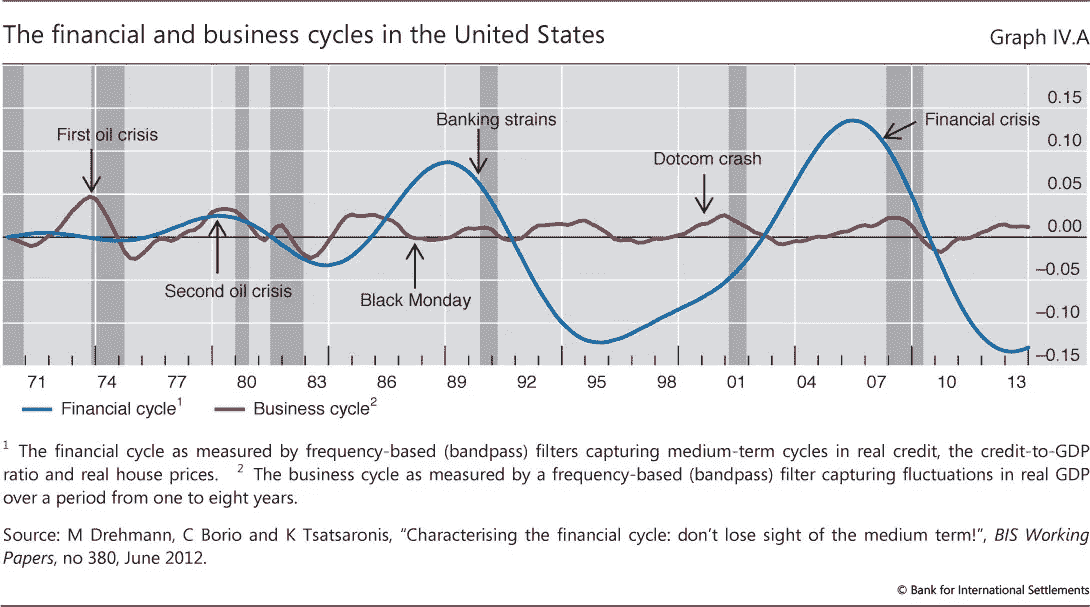 The financial and business cycles in the United States
Graph IV.A
0.15
Banking strains
Financial crisis
First oil crisis
0.10
Dotcom crash
0.05
0.00
Second oil crisis
Black Monday
–0.05
–0.10
–0.15
71 74 77 80 83 86 89 92 95 98 01 04 07 10 13
Financial cycle1 Business cycle2
1 The financial cycle as measured by frequency-based (bandpass) filters capturing medium-term cycles in real credit, the credit-to-GDP
ratio and real house prices. 2 The business cycle as measured by a frequency-based (bandpass) filter capturing fluctuations in real GDP
over a period from one to eight years.
Source: M Drehmann, C Borio and K Tsatsaronis, “Characterising the financial cycle: don’t lose sight of the medium term!”, BIS Working
Papers, no 380, June 2012.
© Bank for International Settlements